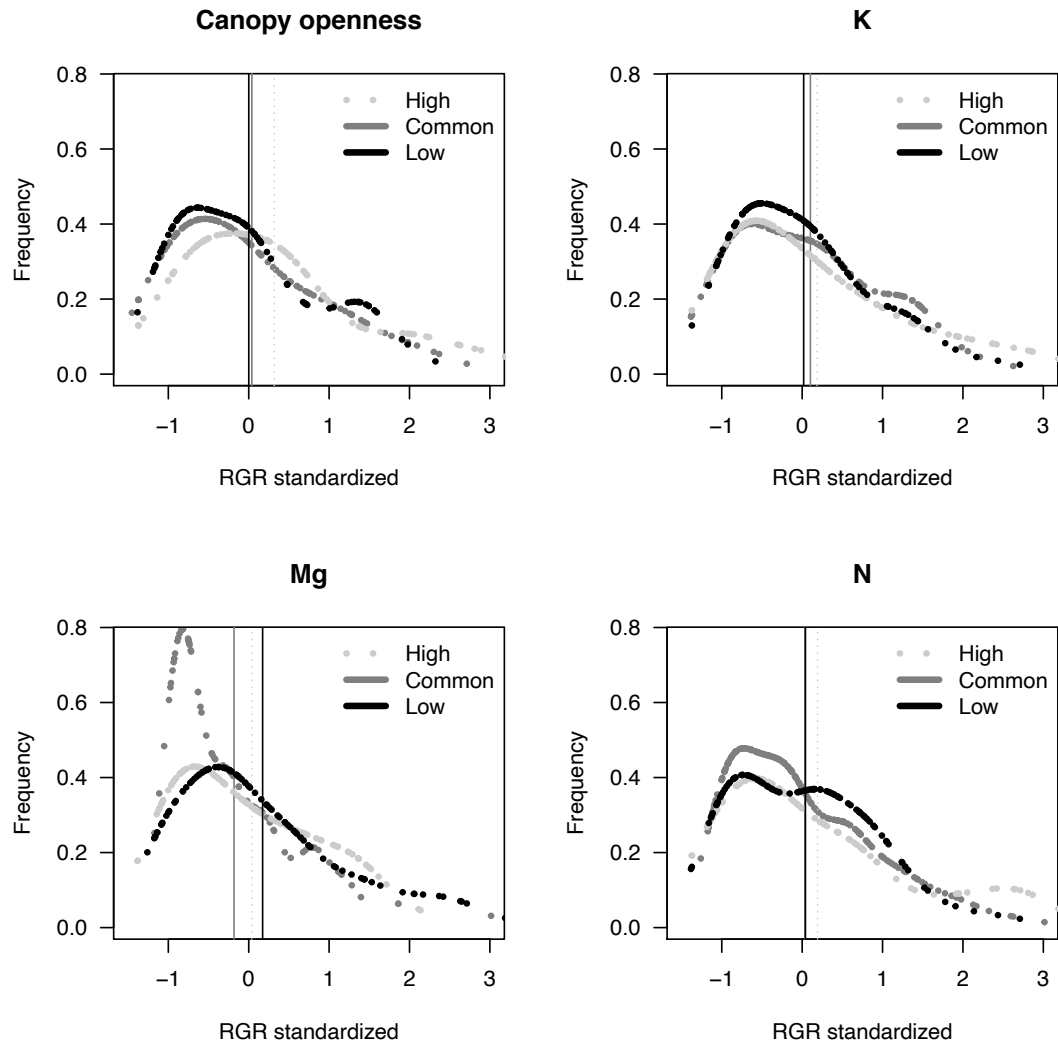 Canopy openness
0.8
0.6
0.4
0.2
0.0
Frequency
High
Common
Low
−1 0 1 2 3
RGR standardized
K
0.8
0.6
0.4
0.2
0.0
Frequency
High
Common
Low
−1 0 1 2 3
RGR standardized
Mg
0.8
0.6
0.4
0.2
0.0
Frequency
High
Common
Low
−1 0 1 2 3
RGR standardized
N
0.8
0.6
0.4
0.2
0.0
Frequency
High
Common
Low
−1 0 1 2 3
RGR standardized